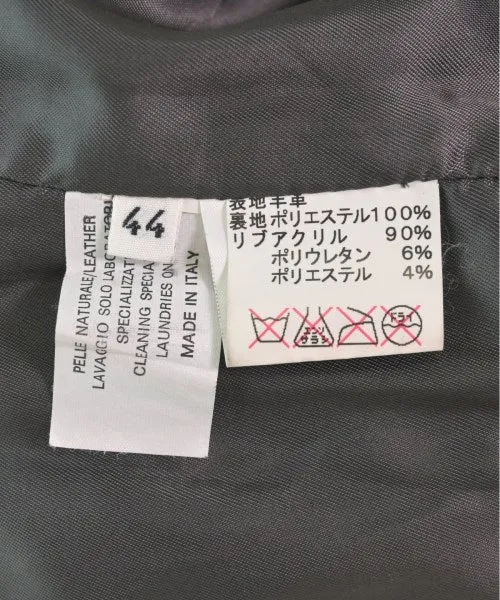 44
PELLE NATURALE/LEATHER
LAVAGGIO SOLO LABORATORI
SPECIALIZZAT
CLEANING SPECIA
LAUNDRIES ON
MADE IN ITALY
表地羊革
裏地ポリエステル100%
リブアクリル 90%
ポリウレタン 6%
ポリエステル 4%
エンソ
サラシ
ドライ